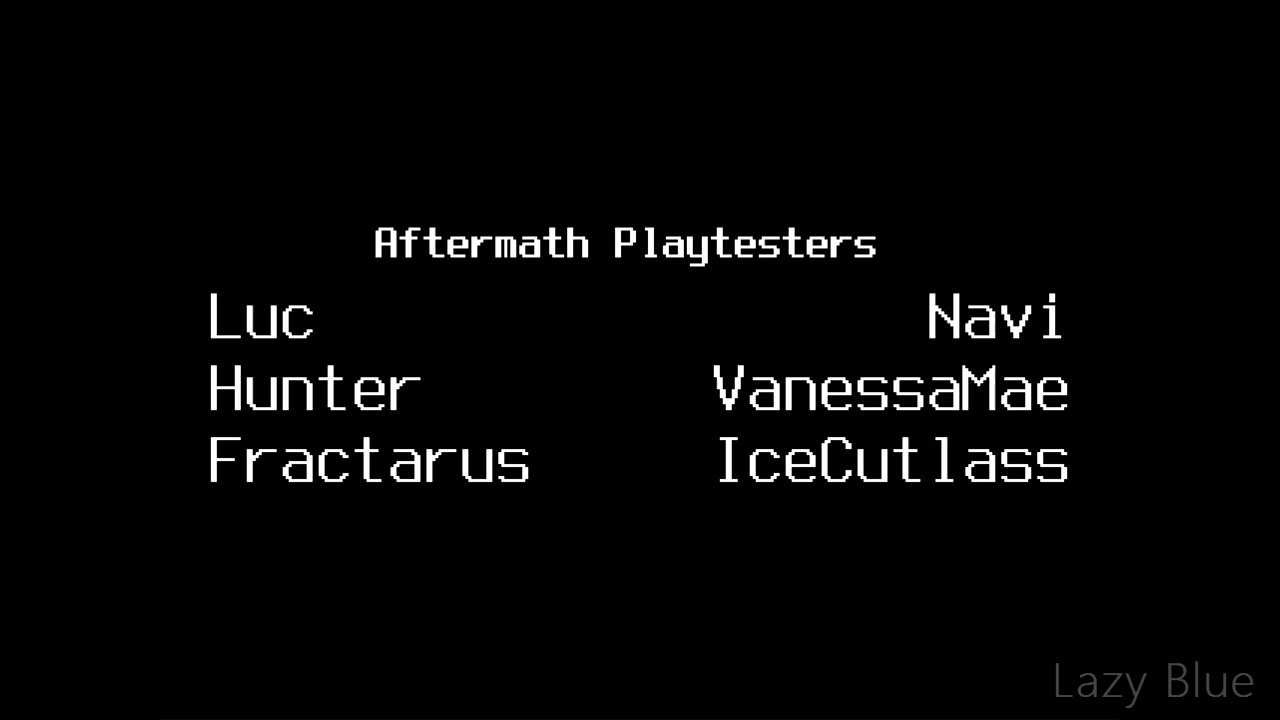 Aftermath Playtesters
Luc Navi
Hunter VanessaMae
Fractarus IceCutlass
Lazy Blue